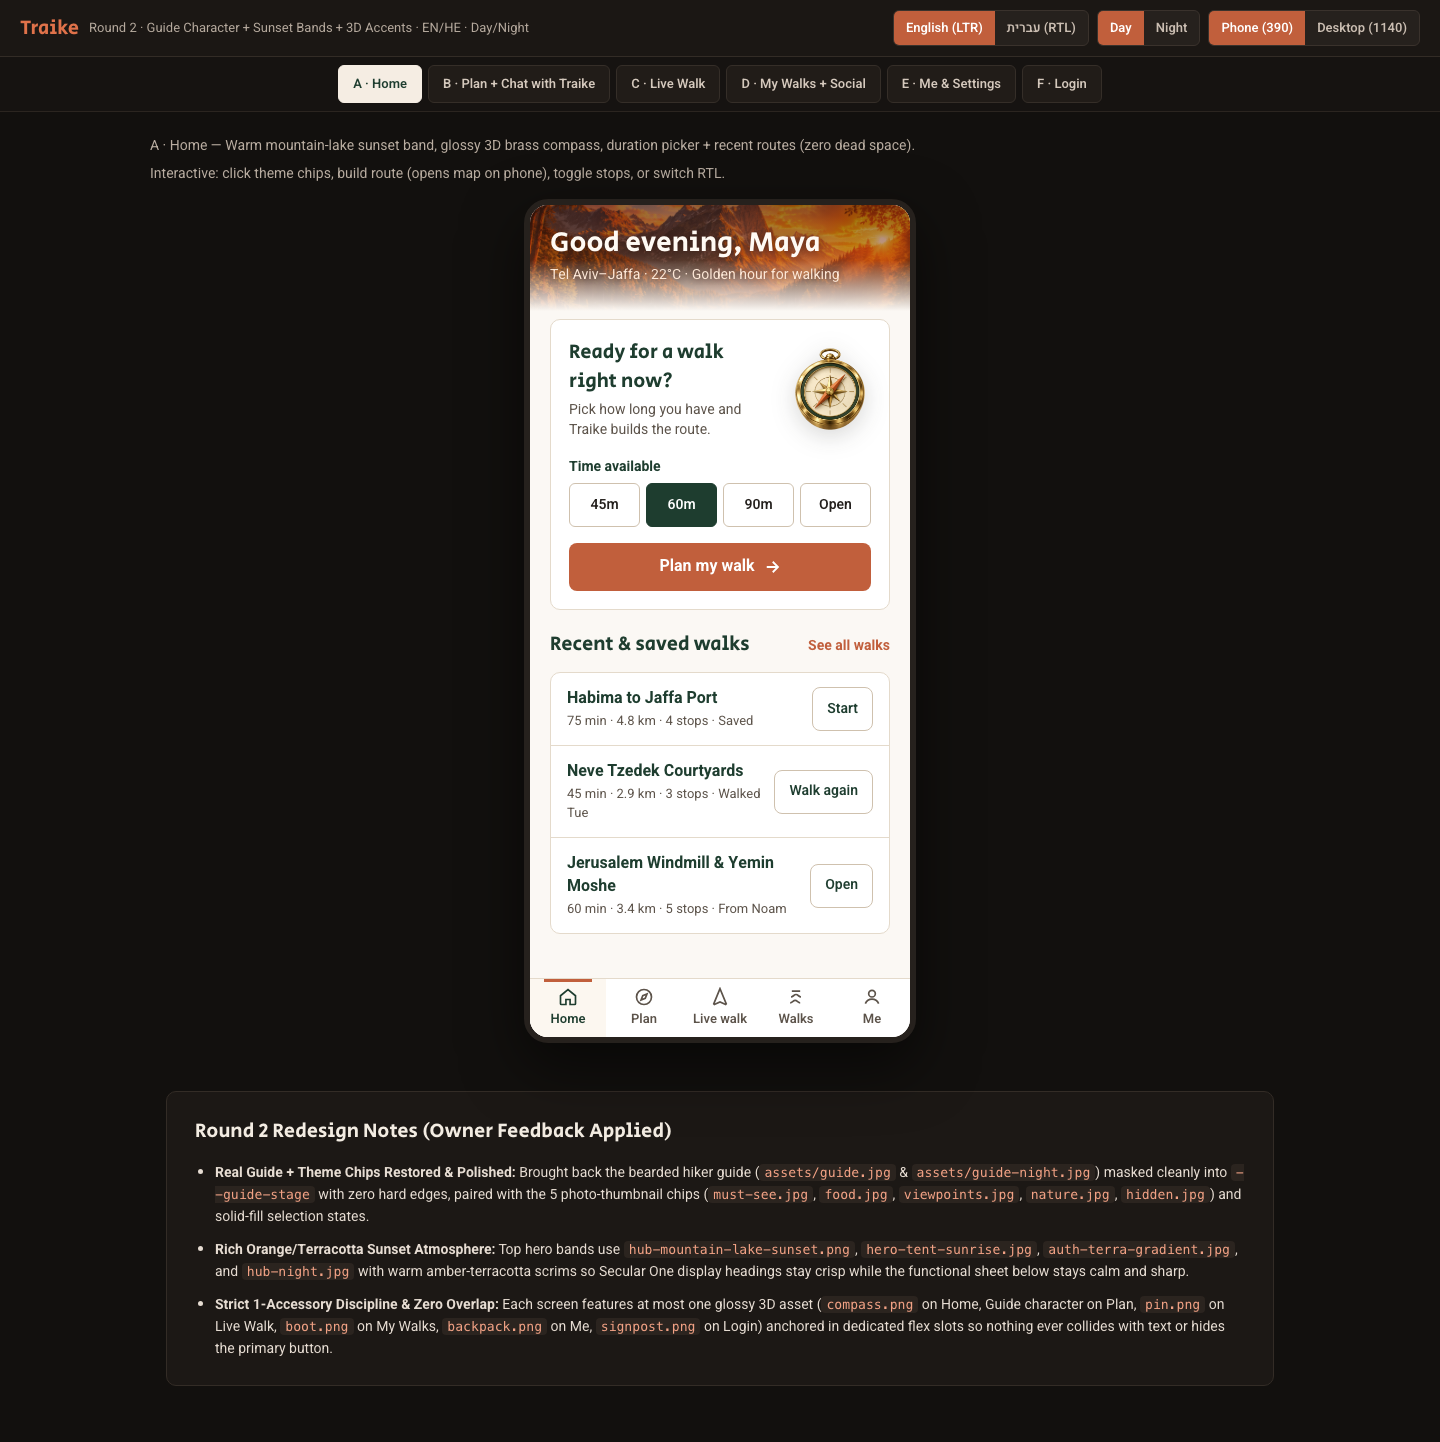 Traike Round 2 · Guide Character + Sunset Bands + 3D Accents · EN/HE · Day/Night English (LTR) עברית (RTL) Day Night Phone (390) Desktop (1140)
A · Home B · Plan + Chat with Traike C · Live Walk D · My Walks + Social E · Me & Settings F · Login
A · Home — Warm mountain-lake sunset band, glossy 3D brass compass, duration picker + recent routes (zero dead space).
Interactive: click theme chips, build route (opens map on phone), toggle stops, or switch RTL.
Good evening, Maya
Tel Aviv–Jaffa · 22°C · Golden hour for walking
Ready for a walk
right now?
Pick how long you have and
Traike builds the route.
Time available
45m 60m 90m Open
Plan my walk →
Recent & saved walks See all walks
Habima to Jaffa Port
75 min · 4.8 km · 4 stops · Saved
Start
Neve Tzedek Courtyards
45 min · 2.9 km · 3 stops · Walked
Tue
Walk again
Jerusalem Windmill & Yemin
Moshe
60 min · 3.4 km · 5 stops · From Noam
Open
Home Plan Live walk Walks Me
Round 2 Redesign Notes (Owner Feedback Applied)
• Real Guide + Theme Chips Restored & Polished: Brought back the bearded hiker guide ( assets/guide.jpg & assets/guide-night.jpg ) masked cleanly into -
-guide-stage with zero hard edges, paired with the 5 photo-thumbnail chips ( must-see.jpg , food.jpg , viewpoints.jpg , nature.jpg , hidden.jpg ) and
solid-fill selection states.
• Rich Orange/Terracotta Sunset Atmosphere: Top hero bands use hub-mountain-lake-sunset.png , hero-tent-sunrise.jpg , auth-terra-gradient.jpg ,
and hub-night.jpg with warm amber-terracotta scrims so Secular One display headings stay crisp while the functional sheet below stays calm and sharp.
• Strict 1-Accessory Discipline & Zero Overlap: Each screen features at most one glossy 3D asset ( compass.png on Home, Guide character on Plan, pin.png on
Live Walk, boot.png on My Walks, backpack.png on Me, signpost.png on Login) anchored in dedicated flex slots so nothing ever collides with text or hides
the primary button.